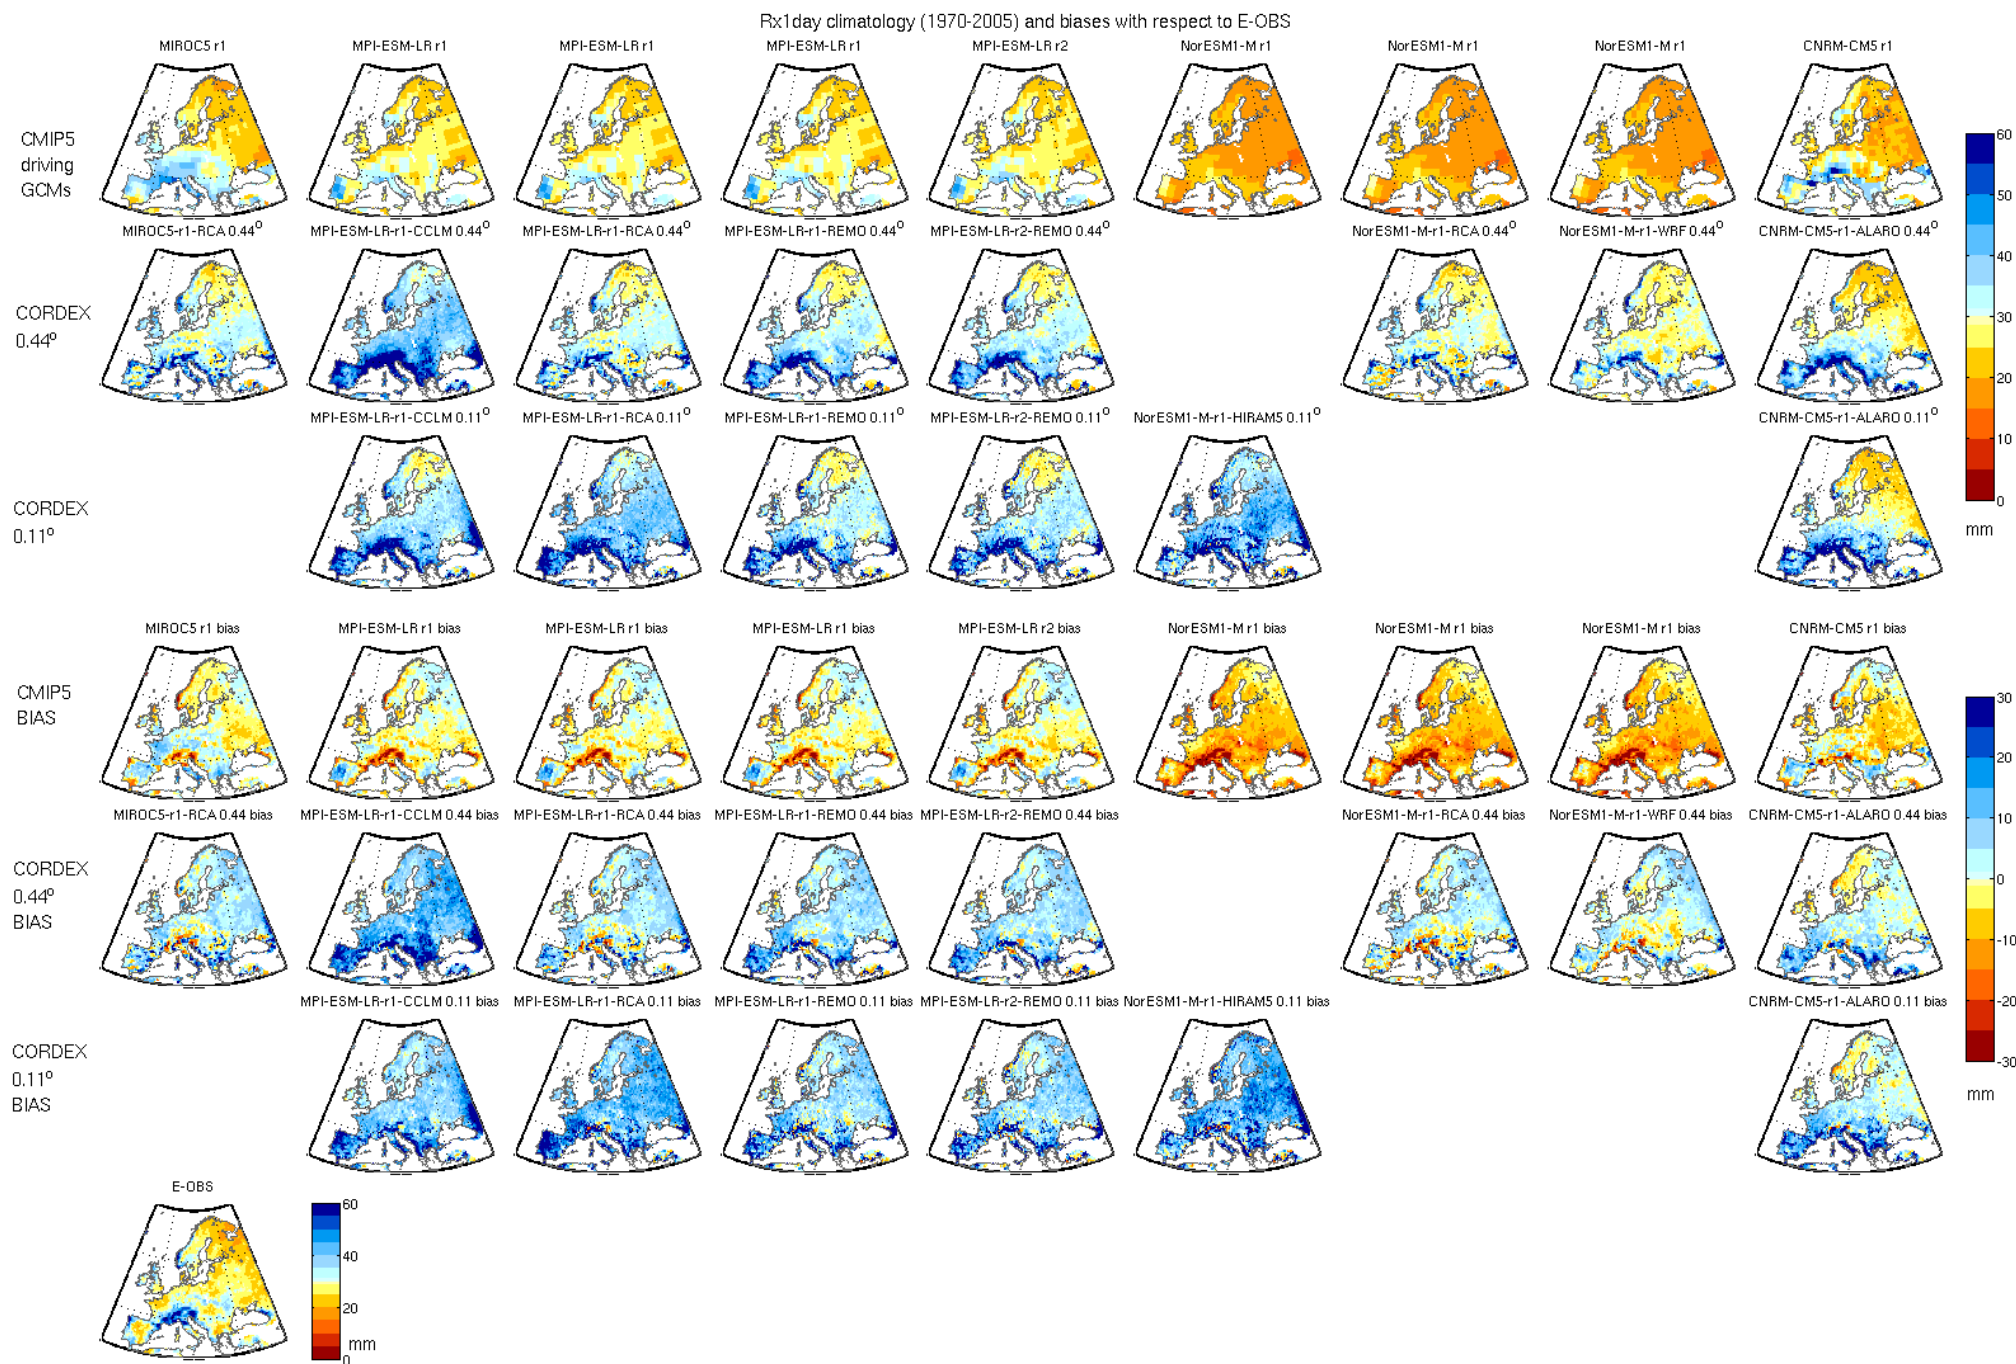 Rx1day climatology (1970-2005) and biases with respect to E-OBS
MIROC5 r1
MPI-ESM-LR r1
MPI-ESM-LR r1
MPI-ESM-LR r1
MPI-ESM-LR r2
NorESM1-M r1
NorESM1-M r1
NorESM1-M r1
CNRM-CM5 r1
CMIP5
driving
GCMs
MIROC5-r1-RCA 0.44°
MPI-ESM-LR-r1-CCLM 0.44°
MPI-ESM-LR-r1-RCA 0.44°
MPI-ESM-LR-r1-REMO 0.44°
MPI-ESM-LR-r2-REMO 0.44°
NorESM1-M-r1-RCA 0.44°
NorESM1-M-r1-WRF 0.44°
CNRM-CM5-r1-ALARO 0.44°
CORDEX
0.44°
MPI-ESM-LR-r1-CCLM 0.11°
MPI-ESM-LR-r1-RCA 0.11°
MPI-ESM-LR-r1-REMO 0.11°
MPI-ESM-LR-r2-REMO 0.11°
NorESM1-M-r1-HIRAM5 0.11°
CNRM-CM5-r1-ALARO 0.11°
CORDEX
0.11°
60
50
40
30
20
10
0
mm
MIROC5 r1 bias
MPI-ESM-LR r1 bias
MPI-ESM-LR r1 bias
MPI-ESM-LR r1 bias
MPI-ESM-LR r2 bias
NorESM1-M r1 bias
NorESM1-M r1 bias
NorESM1-M r1 bias
CNRM-CM5 r1 bias
CMIP5
BIAS
MIROC5-r1-RCA 0.44 bias
MPI-ESM-LR-r1-CCLM 0.44 bias
MPI-ESM-LR-r1-RCA 0.44 bias
MPI-ESM-LR-r1-REMO 0.44 bias
MPI-ESM-LR-r2-REMO 0.44 bias
NorESM1-M-r1-RCA 0.44 bias
NorESM1-M-r1-WRF 0.44 bias
CNRM-CM5-r1-ALARO 0.44 bias
CORDEX
0.44°
BIAS
MPI-ESM-LR-r1-CCLM 0.11 bias
MPI-ESM-LR-r1-RCA 0.11 bias
MPI-ESM-LR-r1-REMO 0.11 bias
MPI-ESM-LR-r2-REMO 0.11 bias
NorESM1-M-r1-HIRAM5 0.11 bias
CNRM-CM5-r1-ALARO 0.11 bias
CORDEX
0.11°
BIAS
30
20
10
0
-10
-20
-30
mm
E-OBS
60
40
20
0
mm